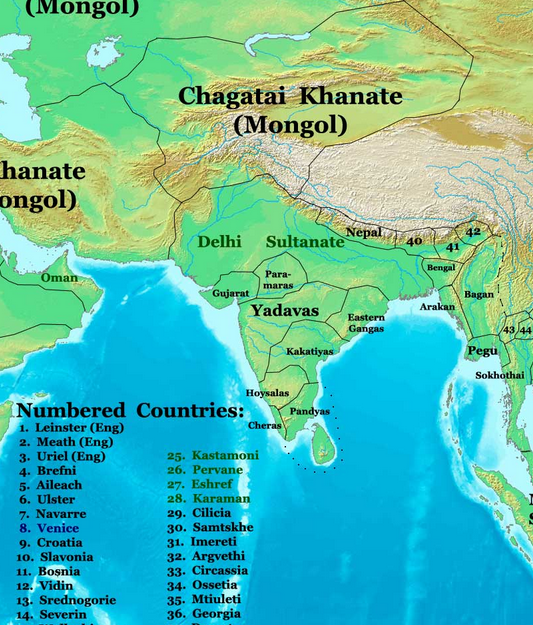 (Mongol)
Chagatai Khanate
(Mongol)
hanate
ongol)
Nepal
40
41
42
Delhi Sultanate
Oman
Para-
maras
Bengal
Gujarat
Bagan
Arakan
Yadavas
Eastern
Gangas
43
44
Kakatiyas
Pegu
Sokhothai
Hoysalas
Pandyas
Cheras
Numbered Countries:
1. Leinster (Eng)
2. Meath (Eng)
3. Uriel (Eng)
4. Brefni
5. Aileach
6. Ulster
7. Navarre
8. Venice
9. Croatia
10. Slavonia
11. Bosnia
12. Vidin
13. Srednogorie
14. Severin
25. Kastamoni
26. Pervane
27. Eshref
28. Karaman
29. Cilicia
30. Samtskhe
31. Imereti
32. Argvethi
33. Circassia
34. Ossetia
35. Mtiuleti
36. Georgia